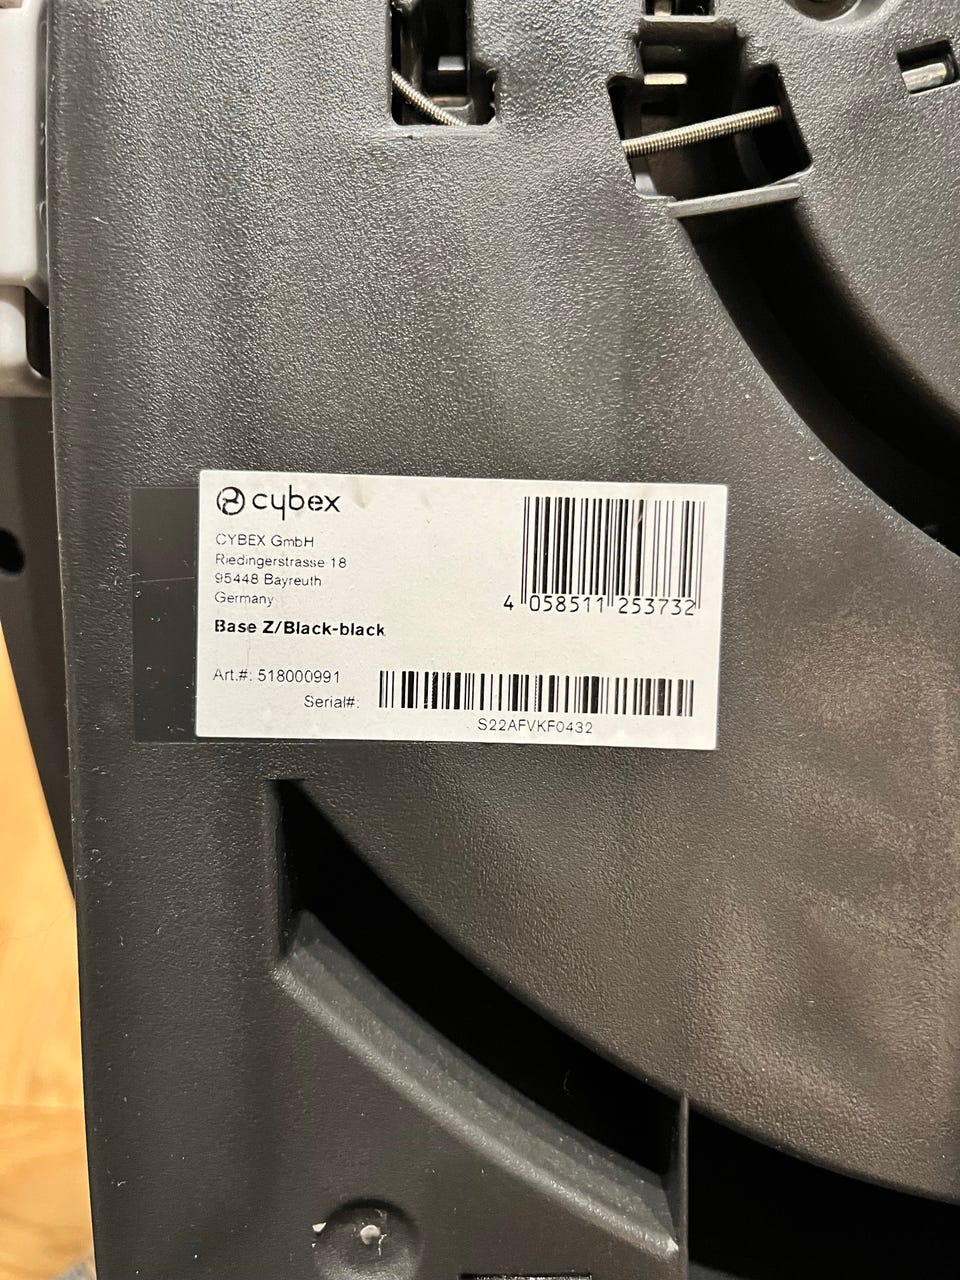 cybex
CYBEX GmbH
Riedingerstrasse 18
95448 Bayreuth
Germany
Base Z/Black-black
4 058511 253732
Art.#: 518000991
Serial#:
S22AFVKF0432